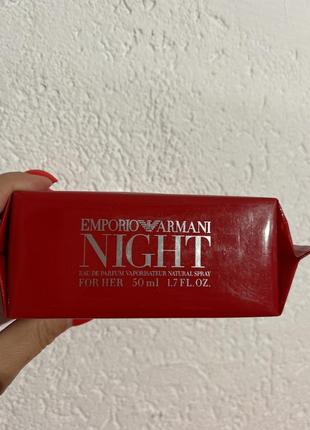 EMPORIO ARMANI
NIGHT
EAU DE PARFUM VAPORISATEUR NATURAL SPRAY
FOR HER 50 ml 1.7 FL.OZ.